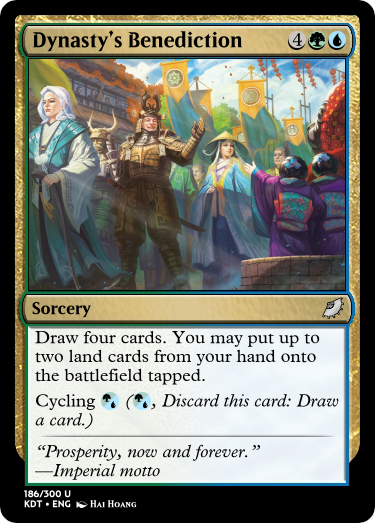 Dynasty's Benediction 4
Sorcery
Draw four cards. You may put up to
two land cards from your hand onto
the battlefield tapped.
Cycling (, Discard this card: Draw
a card.)
“Prosperity, now and forever.”
—Imperial motto
186/300 U
KDT • ENG Hai Hoang